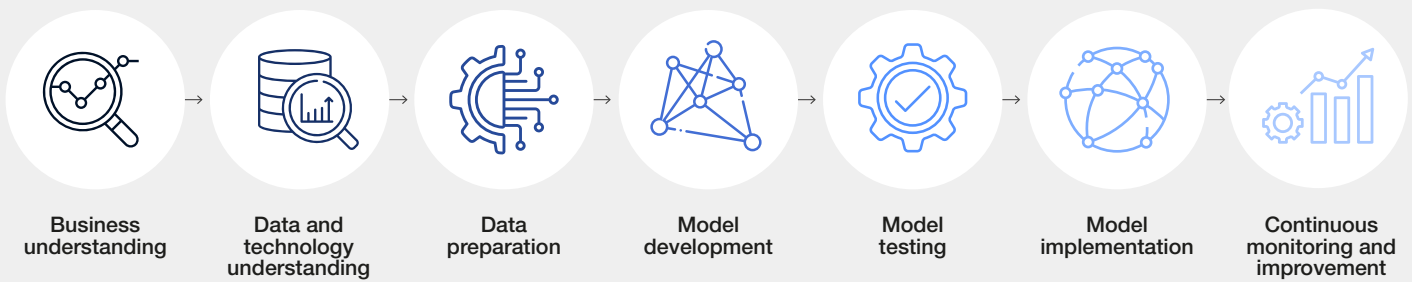 Business
understanding
Data and
technology
understanding
Data
preparation
Model
development
Model
testing
Model
implementation
Continuous
monitoring and
improvement